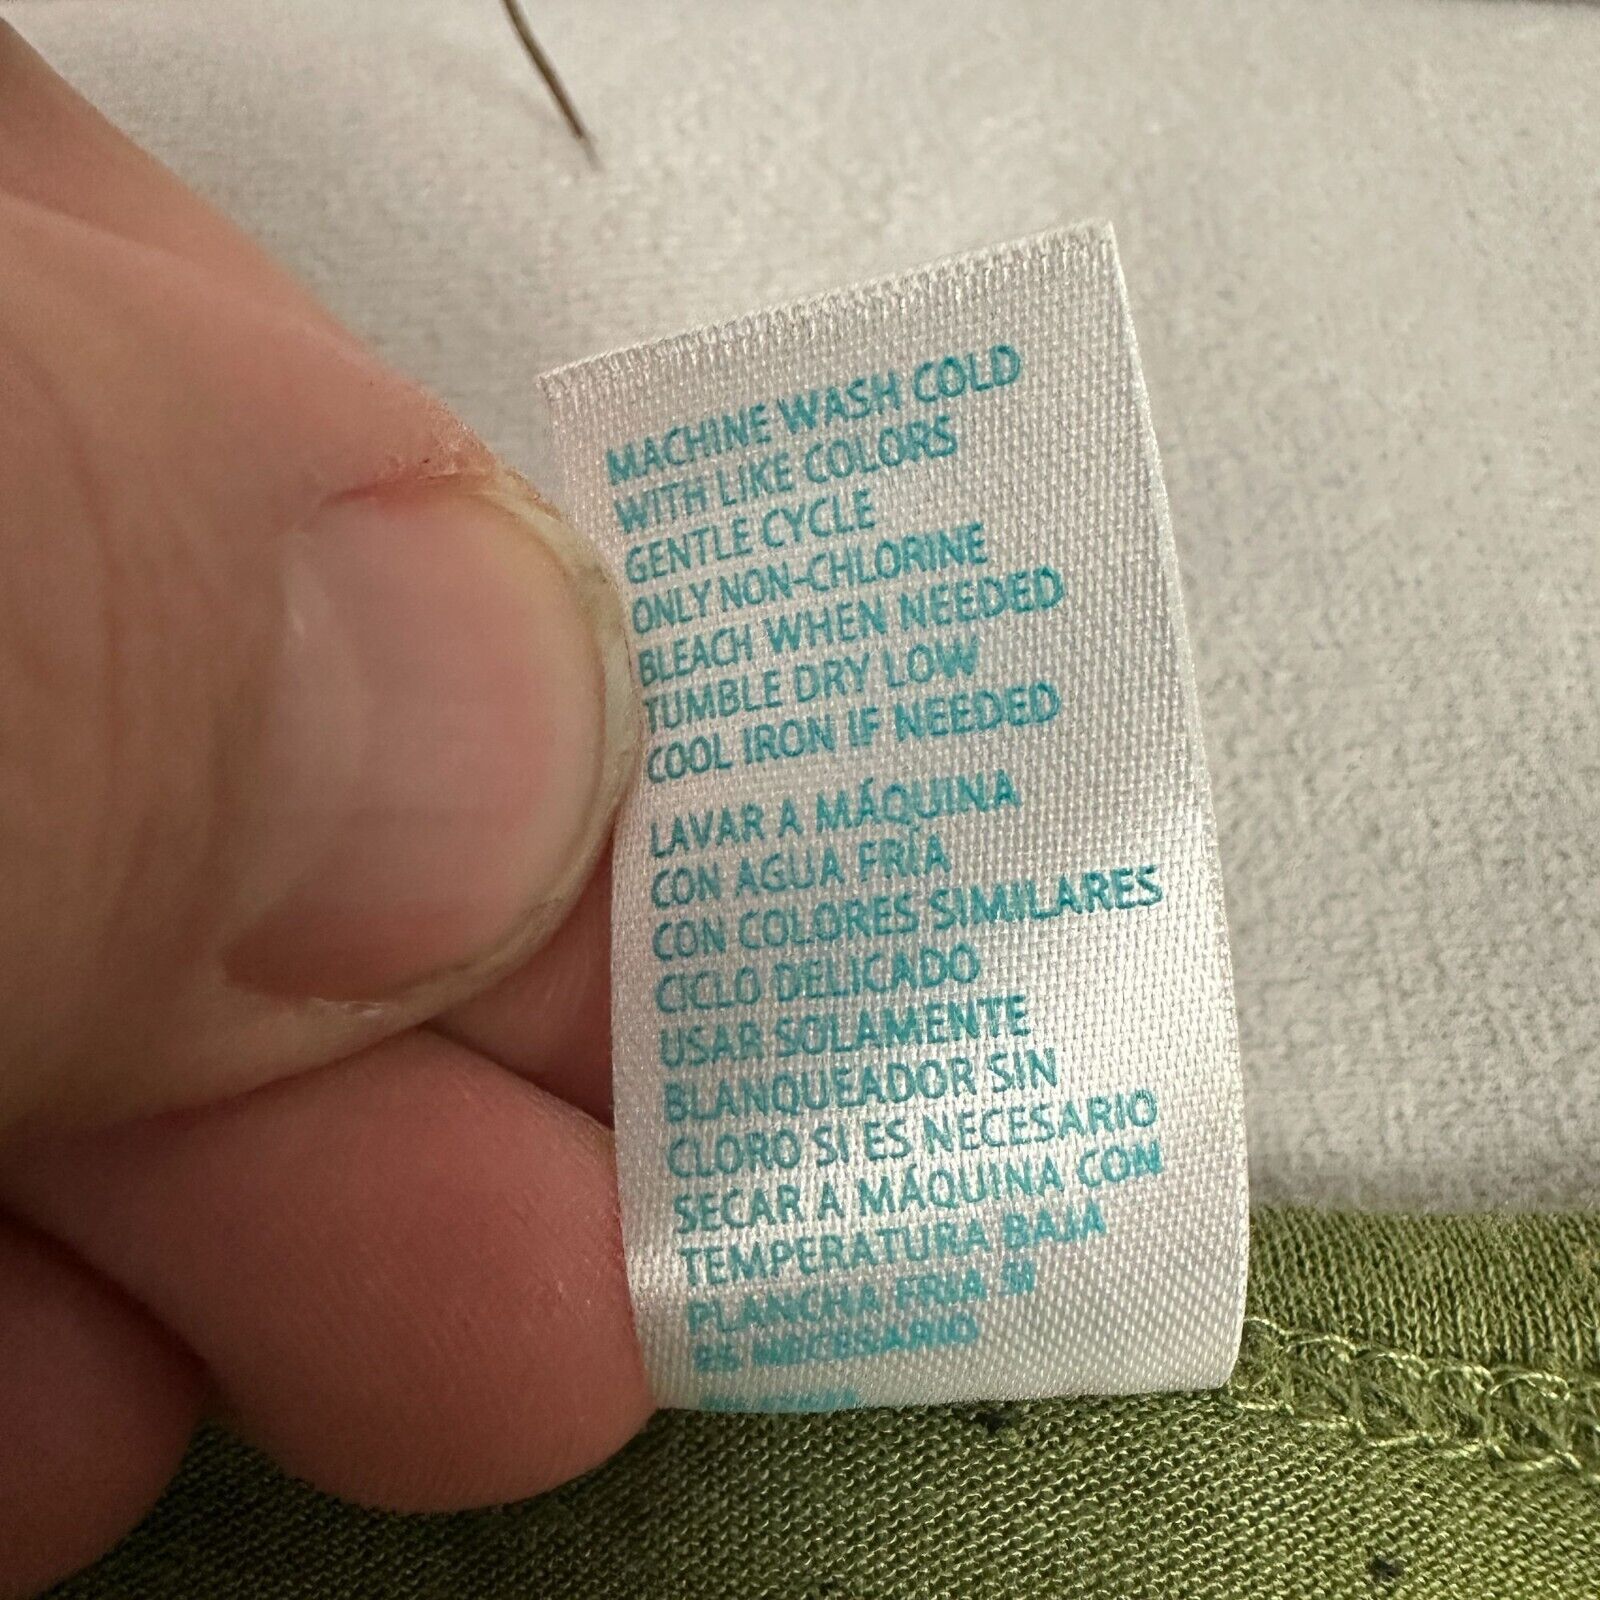 MACHINE WASH COLD
WITH LIKE COLORS
GENTLE CYCLE
ONLY NON-CHLORINE
BLEACH WHEN NEEDED
TUMBLE DRY LOW
COOL IRON IF NEEDED
LAVAR A MÁQUINA
CON AGUA FRÍA
CON COLORES SIMILARES
CICLO DELICADO
USAR SOLAMENTE
BLANQUEADOR SIN
CLORO SI ES NECESARIO
SECAR A MÁQUINA CON
TEMPERATURA BAJA
PLANCHA FRIA SI
ES NECESARIO